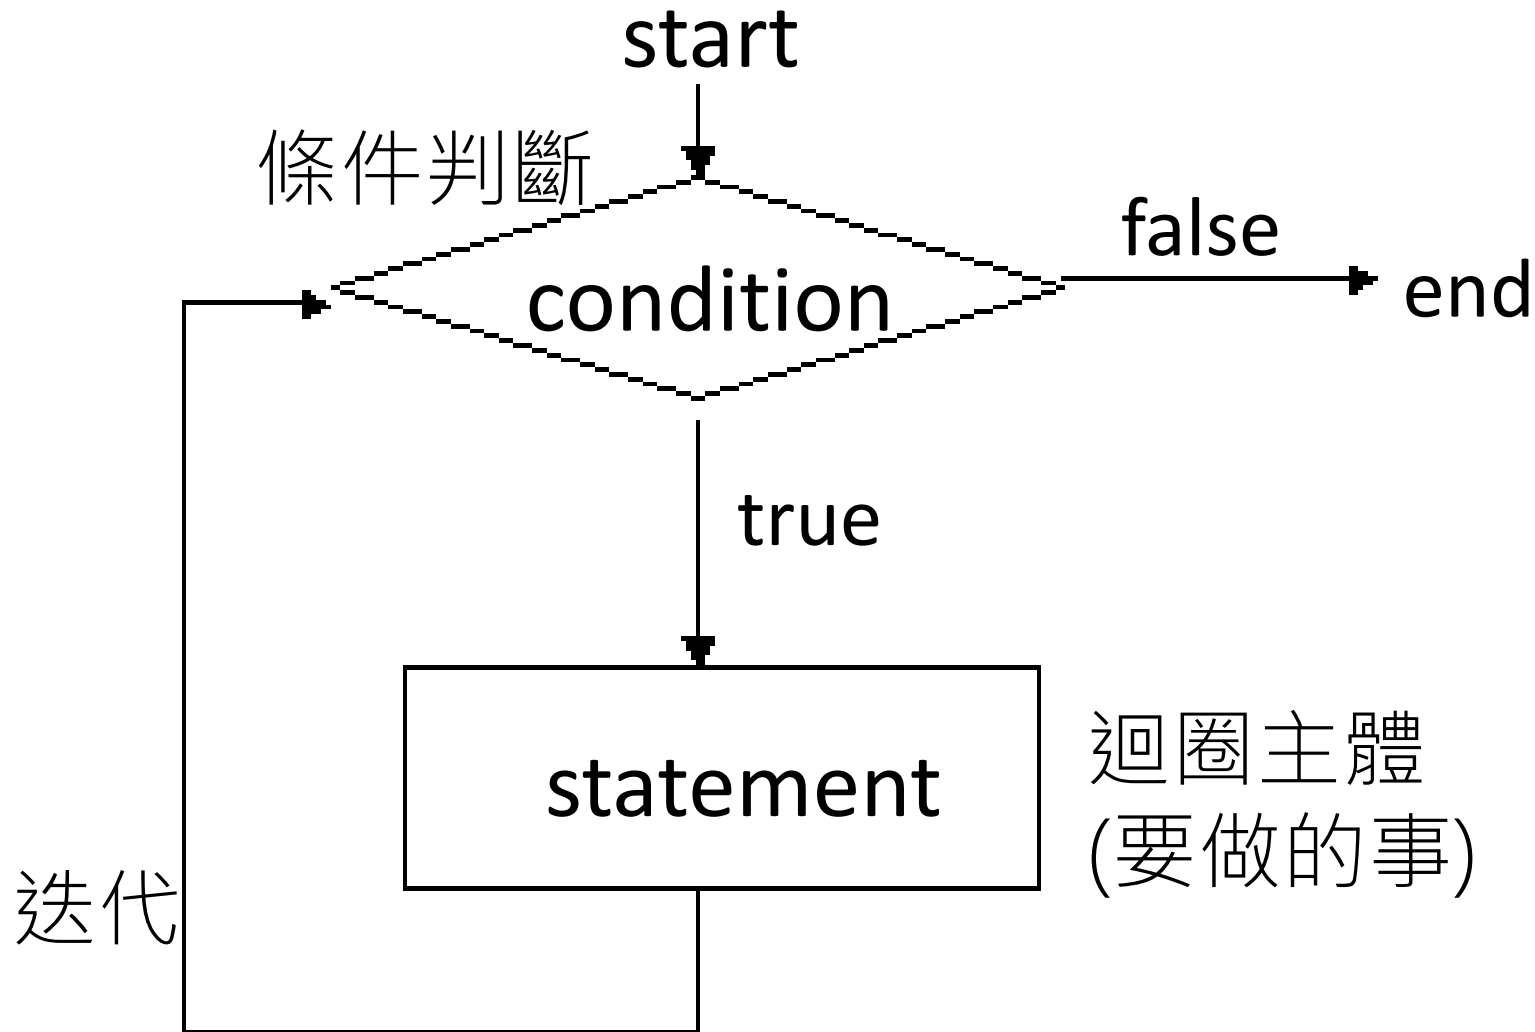 start
條件判斷
false
condition
end
true
statement
迴圈主體
(要做的事)
迭代